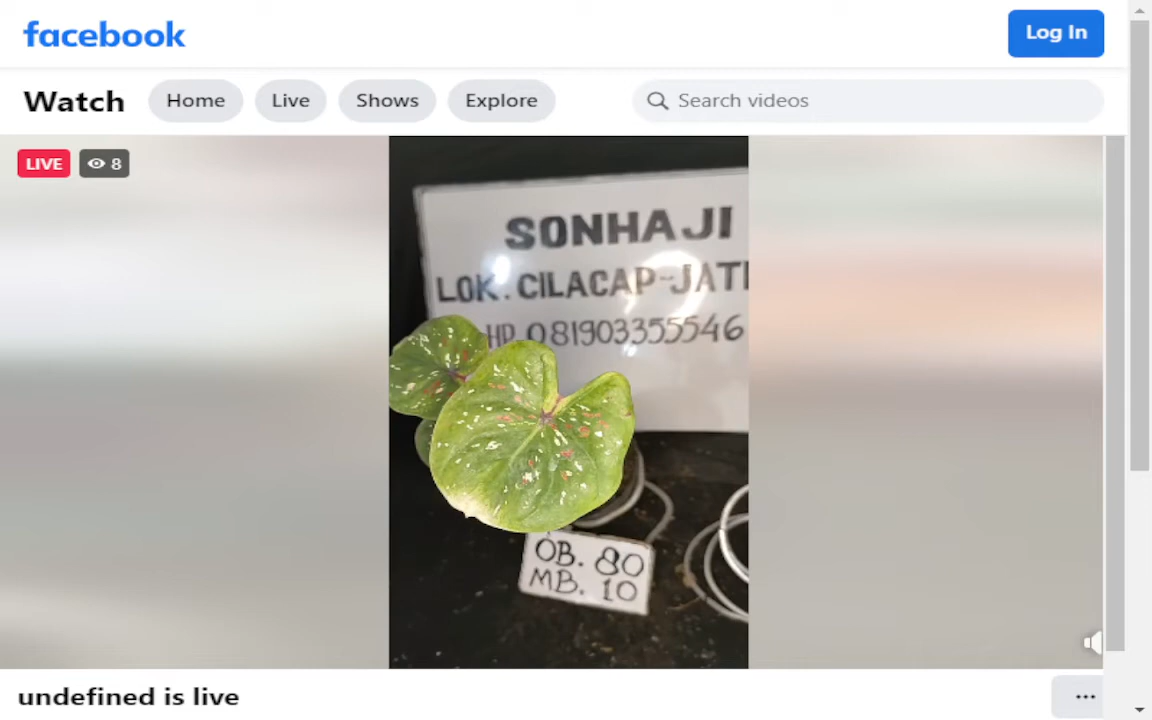 facebook
Log In
Watch
Home
Live
Shows
Explore
Search videos
LIVE
8
SONHAJI
LOK. CILACAP-JATE
HP 081903355546
OB. 80
MB. 10
undefined is live